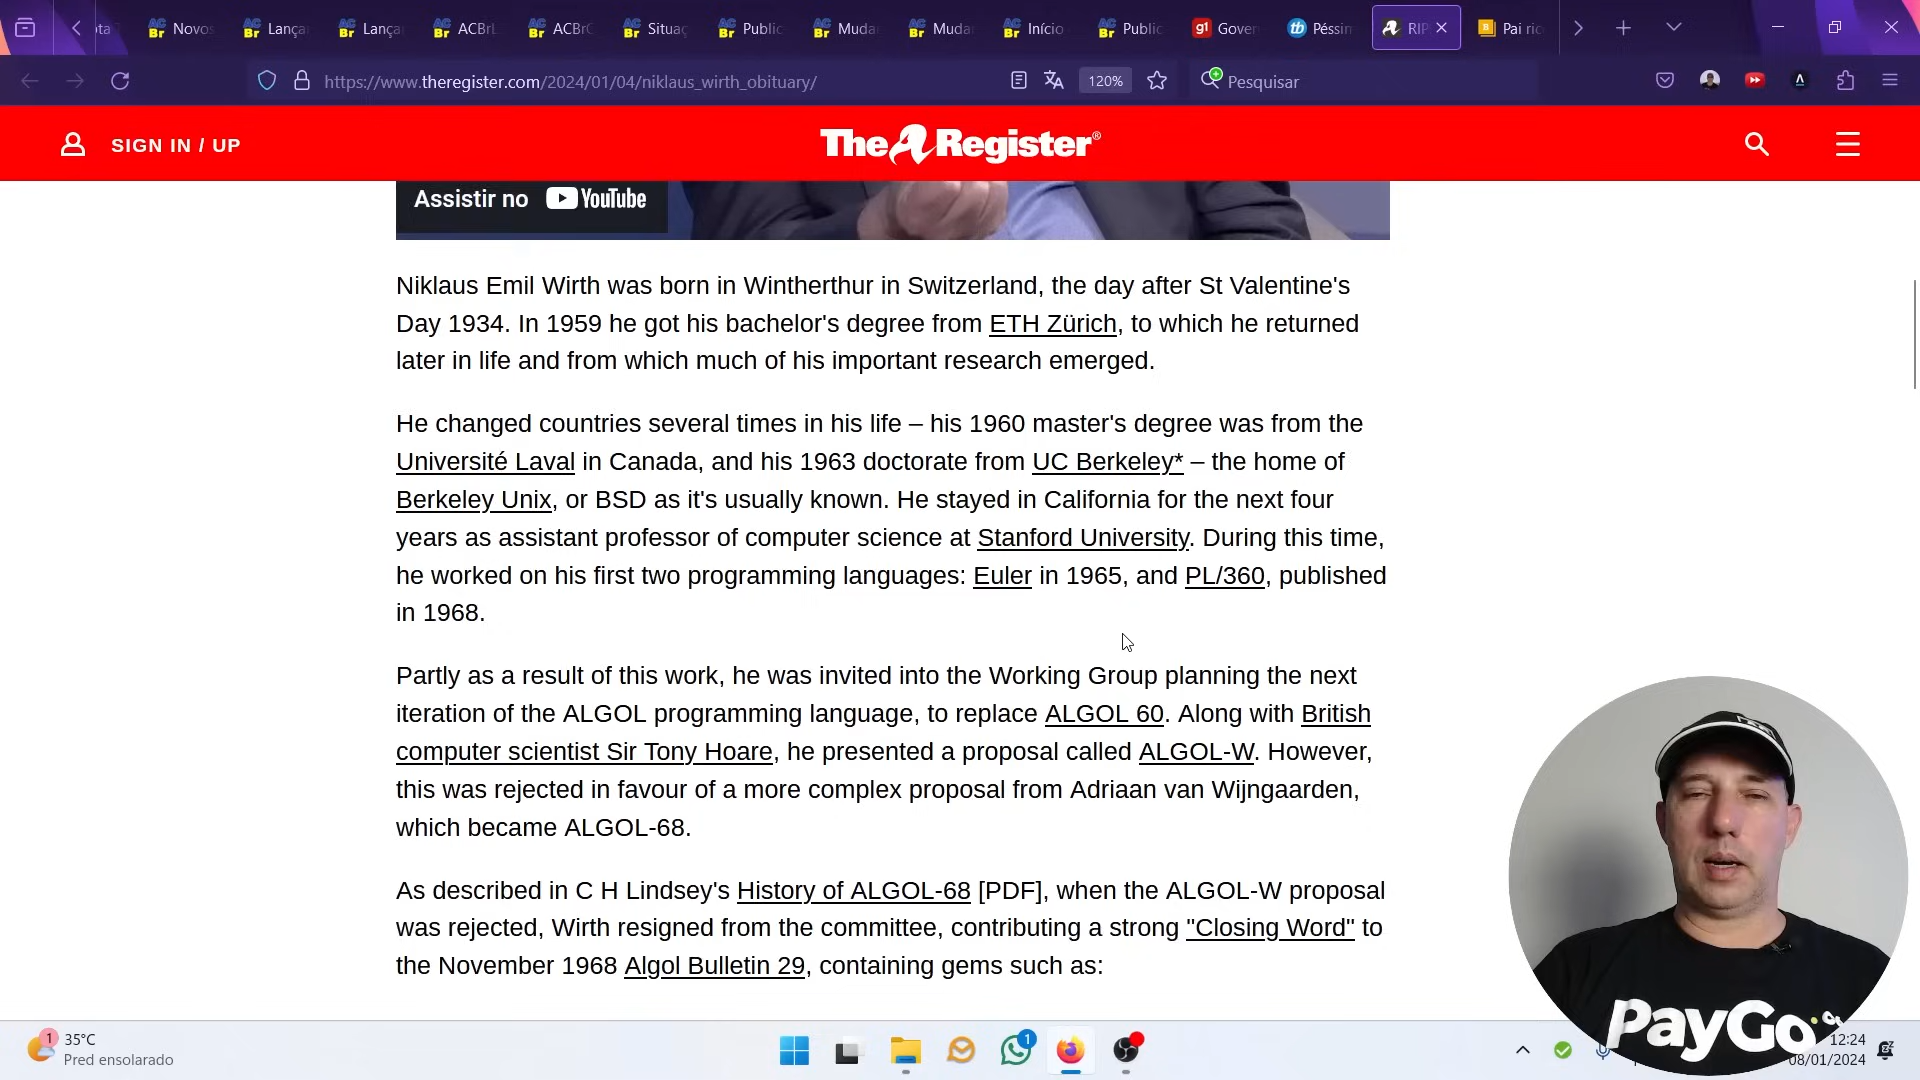 Novos
Lançar
Lançar
ACBrL
ACBrC
Situaç
Public
Mudar
Mudar
Início
Public
g1 Gover
tb Péssim
RIP
Pai rico
https://www.theregister.com/2024/01/04/niklaus_wirth_obituary/
120%
Pesquisar
SIGN IN / UP
The Register®
Assistir no YouTube
Niklaus Emil Wirth was born in Wintherthur in Switzerland, the day after St Valentine's
Day 1934. In 1959 he got his bachelor's degree from ETH Zürich, to which he returned
later in life and from which much of his important research emerged.
He changed countries several times in his life – his 1960 master's degree was from the
Université Laval in Canada, and his 1963 doctorate from UC Berkeley* – the home of
Berkeley Unix, or BSD as it's usually known. He stayed in California for the next four
years as assistant professor of computer science at Stanford University. During this time,
he worked on his first two programming languages: Euler in 1965, and PL/360, published
in 1968.
Partly as a result of this work, he was invited into the Working Group planning the next
iteration of the ALGOL programming language, to replace ALGOL 60. Along with British
computer scientist Sir Tony Hoare, he presented a proposal called ALGOL-W. However,
this was rejected in favour of a more complex proposal from Adriaan van Wijngaarden,
which became ALGOL-68.
As described in C H Lindsey's History of ALGOL-68 [PDF], when the ALGOL-W proposal
was rejected, Wirth resigned from the committee, contributing a strong "Closing Word" to
the November 1968 Algol Bulletin 29, containing gems such as:
PayGo
1
35°C
Pred ensolarado
1
12:24
08/01/2024